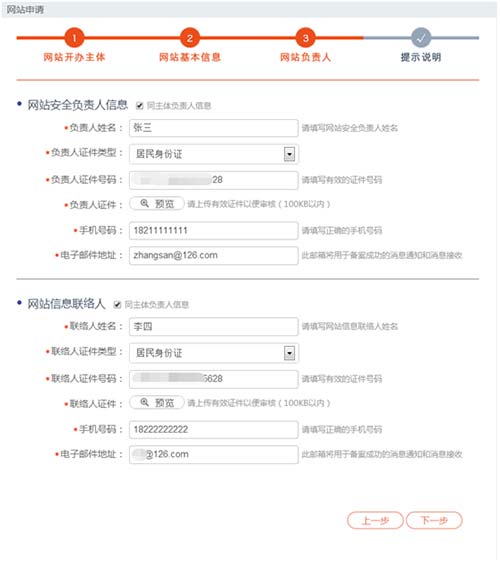 网站申请
1 2 3
网站开办主体 网站基本信息 网站负责人 提示说明
网站安全负责人信息 同主体负责人信息
*负责人姓名： 张三 请填写网站安全负责人姓名
*负责人证件类型： 居民身份证
*负责人证件号码： 28 请填写有效的证件号码
*负责人证件： 预览 请上传有效证件以便审核（100KB以内）
*手机号码： 18211111111 请填写正确的手机号码
*电子邮件地址： zhangsan@126.com 此邮箱将用于备案成功的消息通知和消息接收
网站信息联络人 同主体负责人信息
*联络人姓名： 李四 请填写网站信息联络人姓名
*联络人证件类型： 居民身份证
*联络人证件号码： 5628 请填写有效的证件号码
*联络人证件： 预览 请上传有效证件以便审核（100KB以内）
*手机号码： 18222222222 请填写正确的手机号码
*电子邮件地址： @126.com 此邮箱将用于备案成功的消息通知和消息接收
上一步 下一步